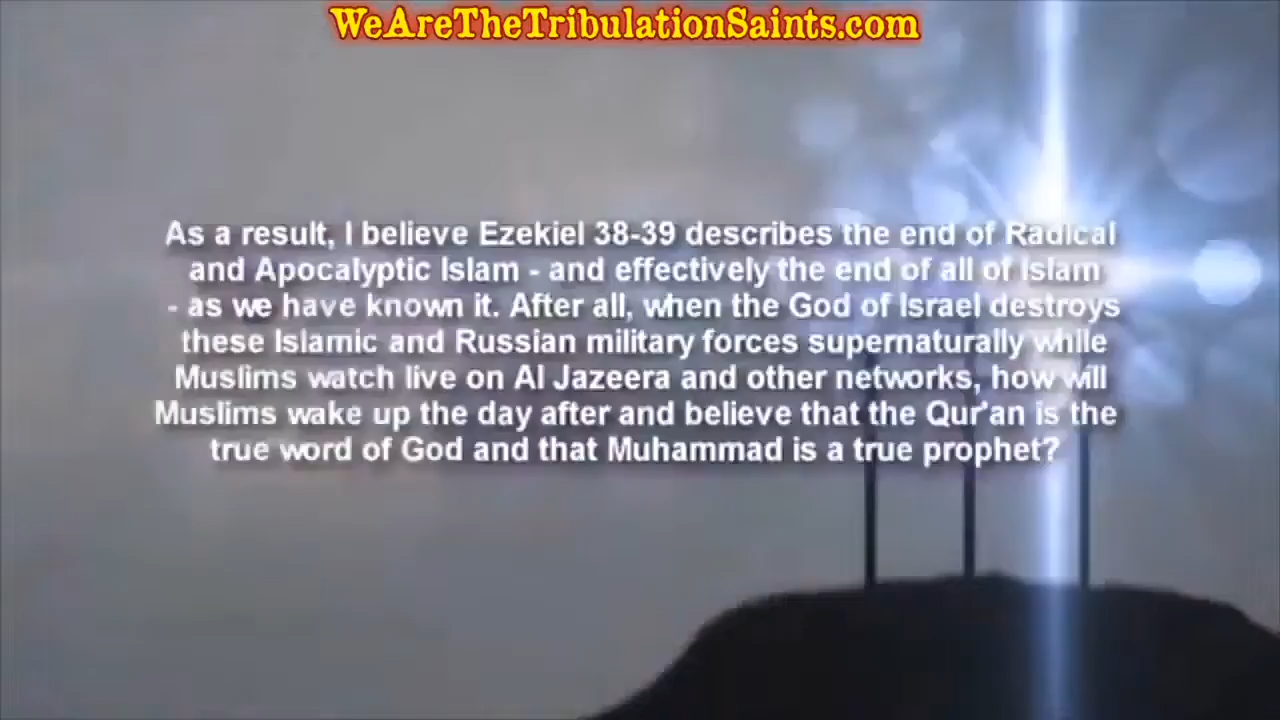 WeAreTheTribulationSaints.com
As a result, I believe Ezekiel 38-39 describes the end of Radical
and Apocalyptic Islam - and effectively the end of all of Islam
- as we have known it. After all, when the God of Israel destroys
these Islamic and Russian military forces supernaturally while
Muslims watch live on Al Jazeera and other networks, how will
Muslims wake up the day after and believe that the Qur'an is the
true word of God and that Muhammad is a true prophet?